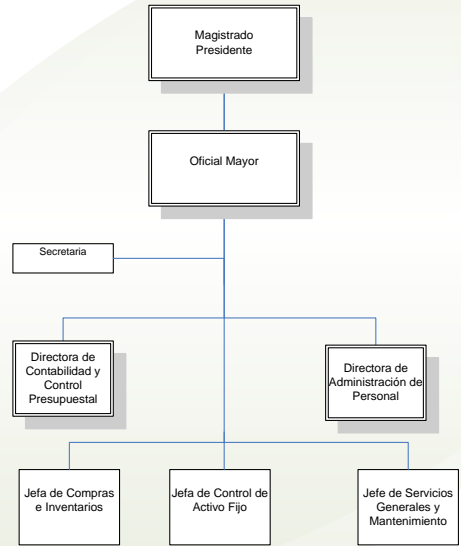 Magistrado
Presidente
Oficial Mayor
Secretaria
Directora de
Contabilidad y
Control
Presupuestal
Directora de
Administración de
Personal
Jefa de Compras
e Inventarios
Jefa de Control de
Activo Fijo
Jefe de Servicios
Generales y
Mantenimiento